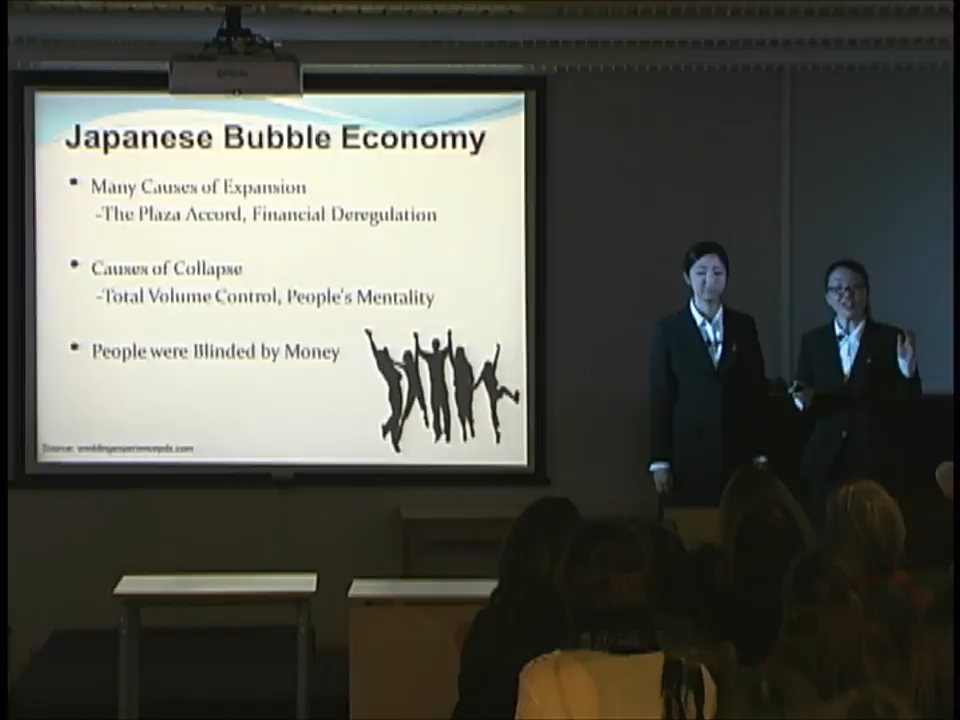 Japanese Bubble Economy
• Many Causes of Expansion
-The Plaza Accord, Financial Deregulation
• Causes of Collapse
-Total Volume Control, People's Mentality
• People were Blinded by Money
Source: